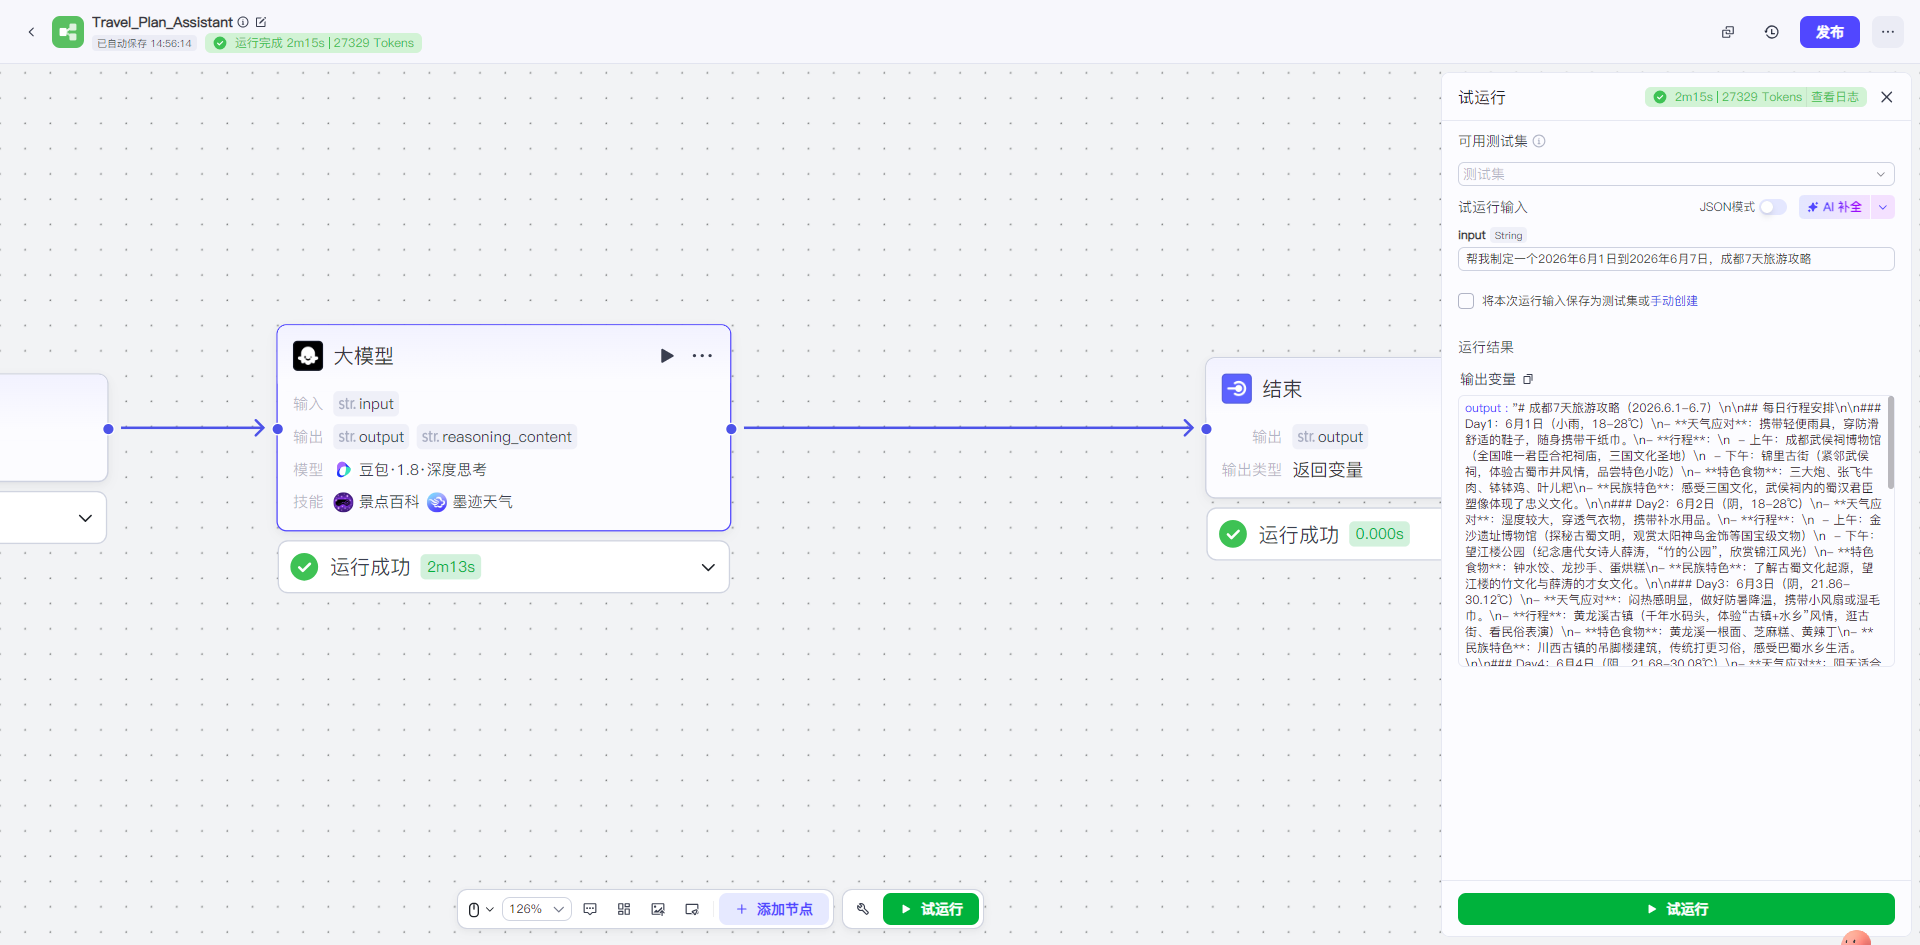 Travel_Plan_Assistant
已自动保存 14:56:14
运行完成 2m15s | 27329 Tokens
发布
大模型
输入 str. input
输出 str. output str. reasoning_content
模型 豆包·1.8·深度思考
技能 景点百科 墨迹天气
运行成功 2m13s
结束
输出 str. output
输出类型 返回变量
运行成功 0.000s
126%
添加节点
试运行
试运行
2m15s | 27329 Tokens 查看日志
可用测试集
测试集
试运行输入
JSON模式
AI 补全
input String
帮我制定一个2026年6月1日到2026年6月7日，成都7天旅游攻略
将本次运行输入保存为测试集或手动创建
运行结果
输出变量
output : "# 成都7天旅游攻略（2026.6.1–6.7）\n\n## 每日行程安排\n\n###
Day1：6月1日（小雨，18–28℃）\n– **天气应对**：携带轻便雨具，穿防滑
舒适的鞋子，随身携带干纸巾。\n– **行程**：\n  – 上午：成都武侯祠博物馆
（全国唯一君臣合祀祠庙，三国文化圣地）\n  – 下午：锦里古街（紧邻武侯
祠，体验古蜀市井风情，品尝特色小吃）\n– **特色食物**：三大炮、张飞牛
肉、钵钵鸡、叶儿粑\n– **民族特色**：感受三国文化，武侯祠内的蜀汉君臣
塑像体现了忠义文化。\n\n### Day2：6月2日（阴，18–28℃）\n– **天气应
对**：湿度较大，穿透气衣物，携带补水用品。\n– **行程**：\n  – 上午：金
沙遗址博物馆（探秘古蜀文明，观赏太阳神鸟金饰等国宝级文物）\n  – 下午：
望江楼公园（纪念唐代女诗人薛涛，“竹的公园”，欣赏锦江风光）\n– **特色
食物**：钟水饺、龙抄手、蛋烘糕\n– **民族特色**：了解古蜀文化起源，望
江楼的竹文化与薛涛的才女文化。\n\n### Day3：6月3日（阴，21.86–
30.12℃）\n– **天气应对**：闷热感明显，做好防暑降温，携带小风扇或湿毛
巾。\n– **行程**：黄龙溪古镇（千年水码头，体验“古镇+水乡”风情，逛古
街、看民俗表演）\n– **特色食物**：黄龙溪一根面、芝麻糕、黄辣丁\n– **
民族特色**：川西古镇的吊脚楼建筑，传统打更习俗，感受巴蜀水乡生活。
\n\n### Day4：6月4日（阴，21.68–30.08℃）\n– **天气应对**：阴天适合
试运行